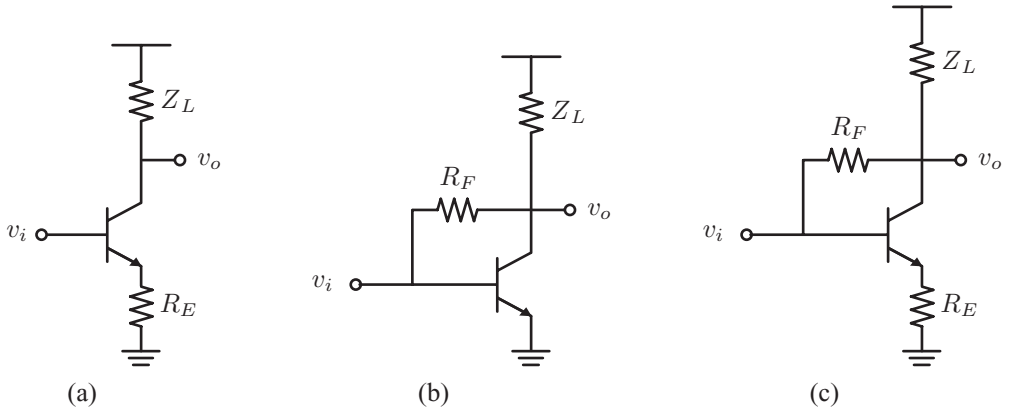 Z_L
v_o
v_i
R_E
(a)
Z_L
R_F
v_o
v_i
(b)
Z_L
R_F
v_o
v_i
R_E
(c)